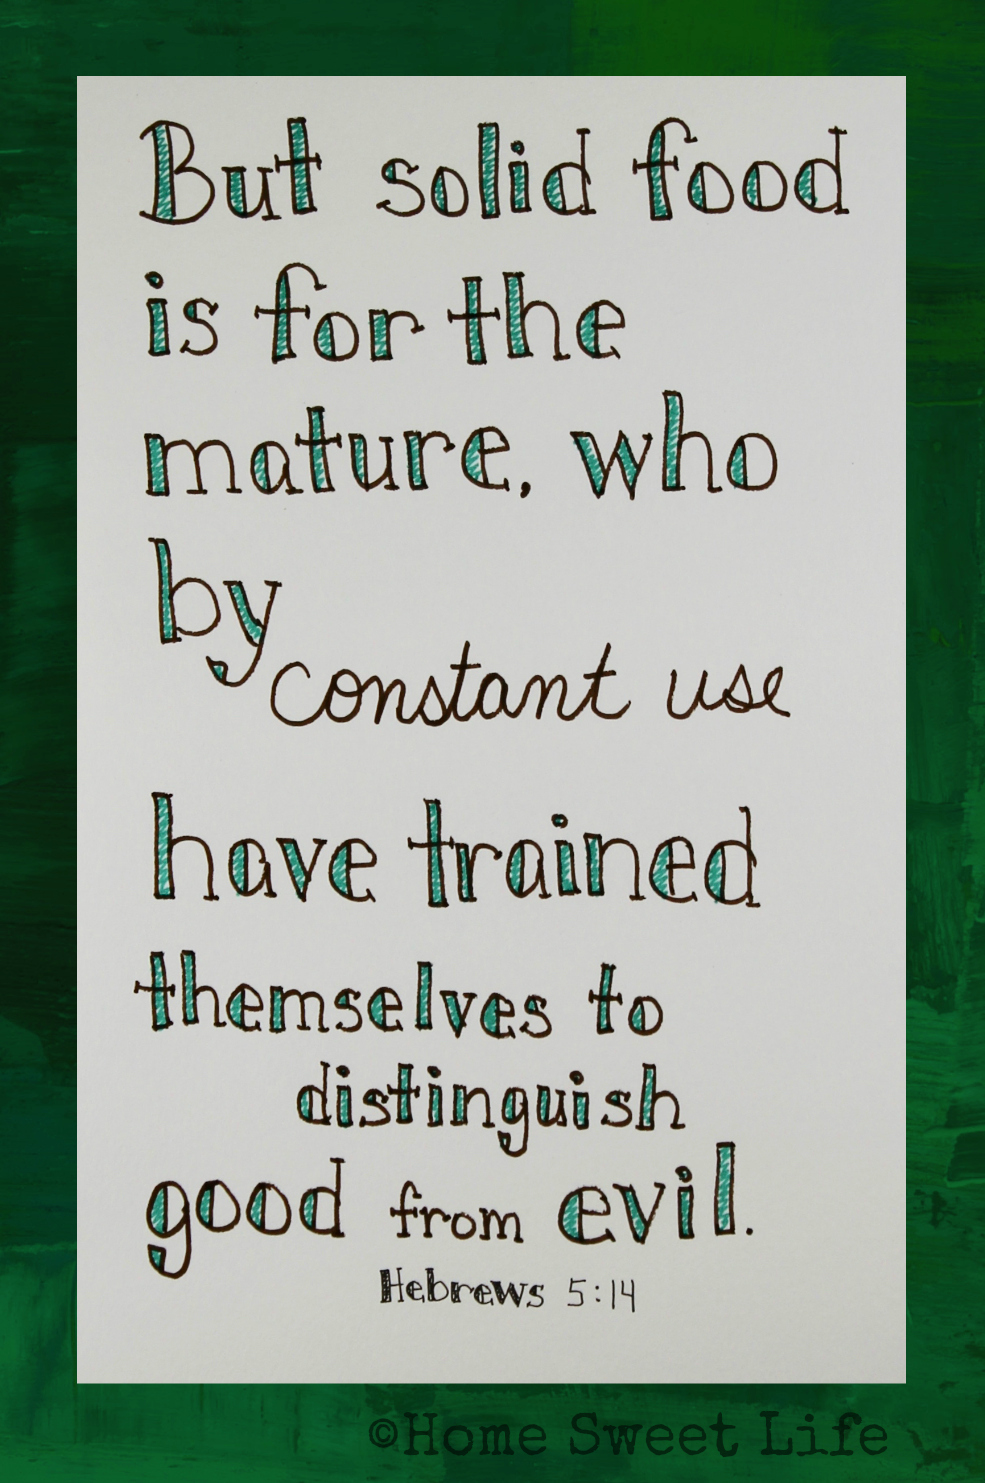 But solid food
is for the
mature, who
by
constant use
have trained
themselves to
distinguish
good from evil.
Hebrews 5:14
©Home Sweet Life